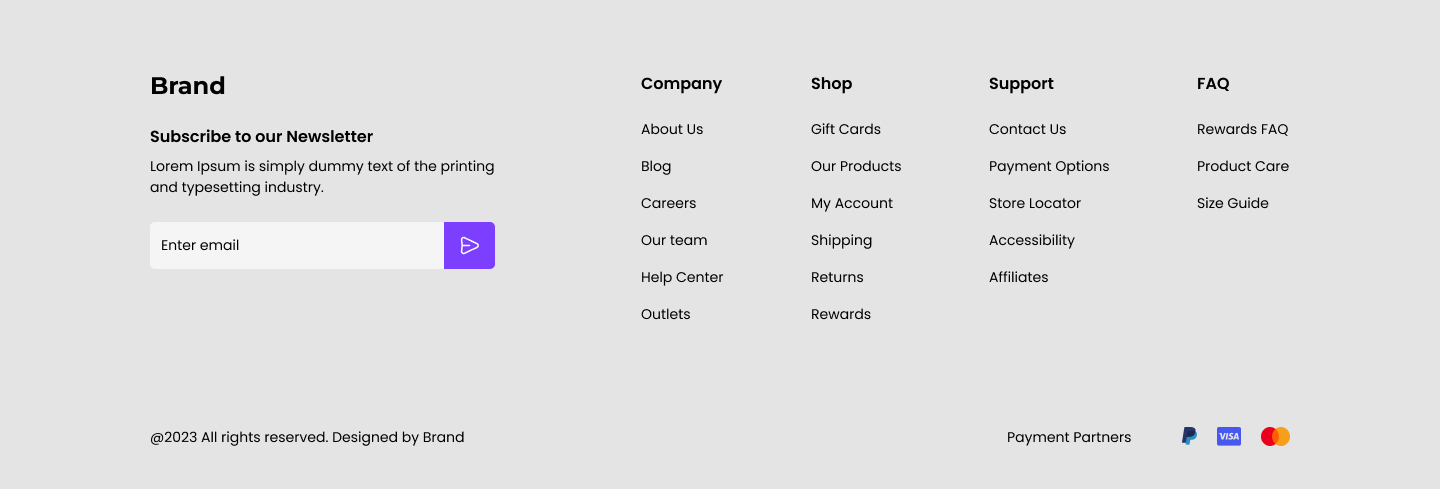 Brand
Subscribe to our Newsletter
Lorem Ipsum is simply dummy text of the printing
and typesetting industry.
Enter email
Company
About Us
Blog
Careers
Our team
Help Center
Outlets
Shop
Gift Cards
Our Products
My Account
Shipping
Returns
Rewards
Support
Contact Us
Payment Options
Store Locator
Accessibility
Affiliates
FAQ
Rewards FAQ
Product Care
Size Guide
@2023 All rights reserved. Designed by Brand
Payment Partners
VISA